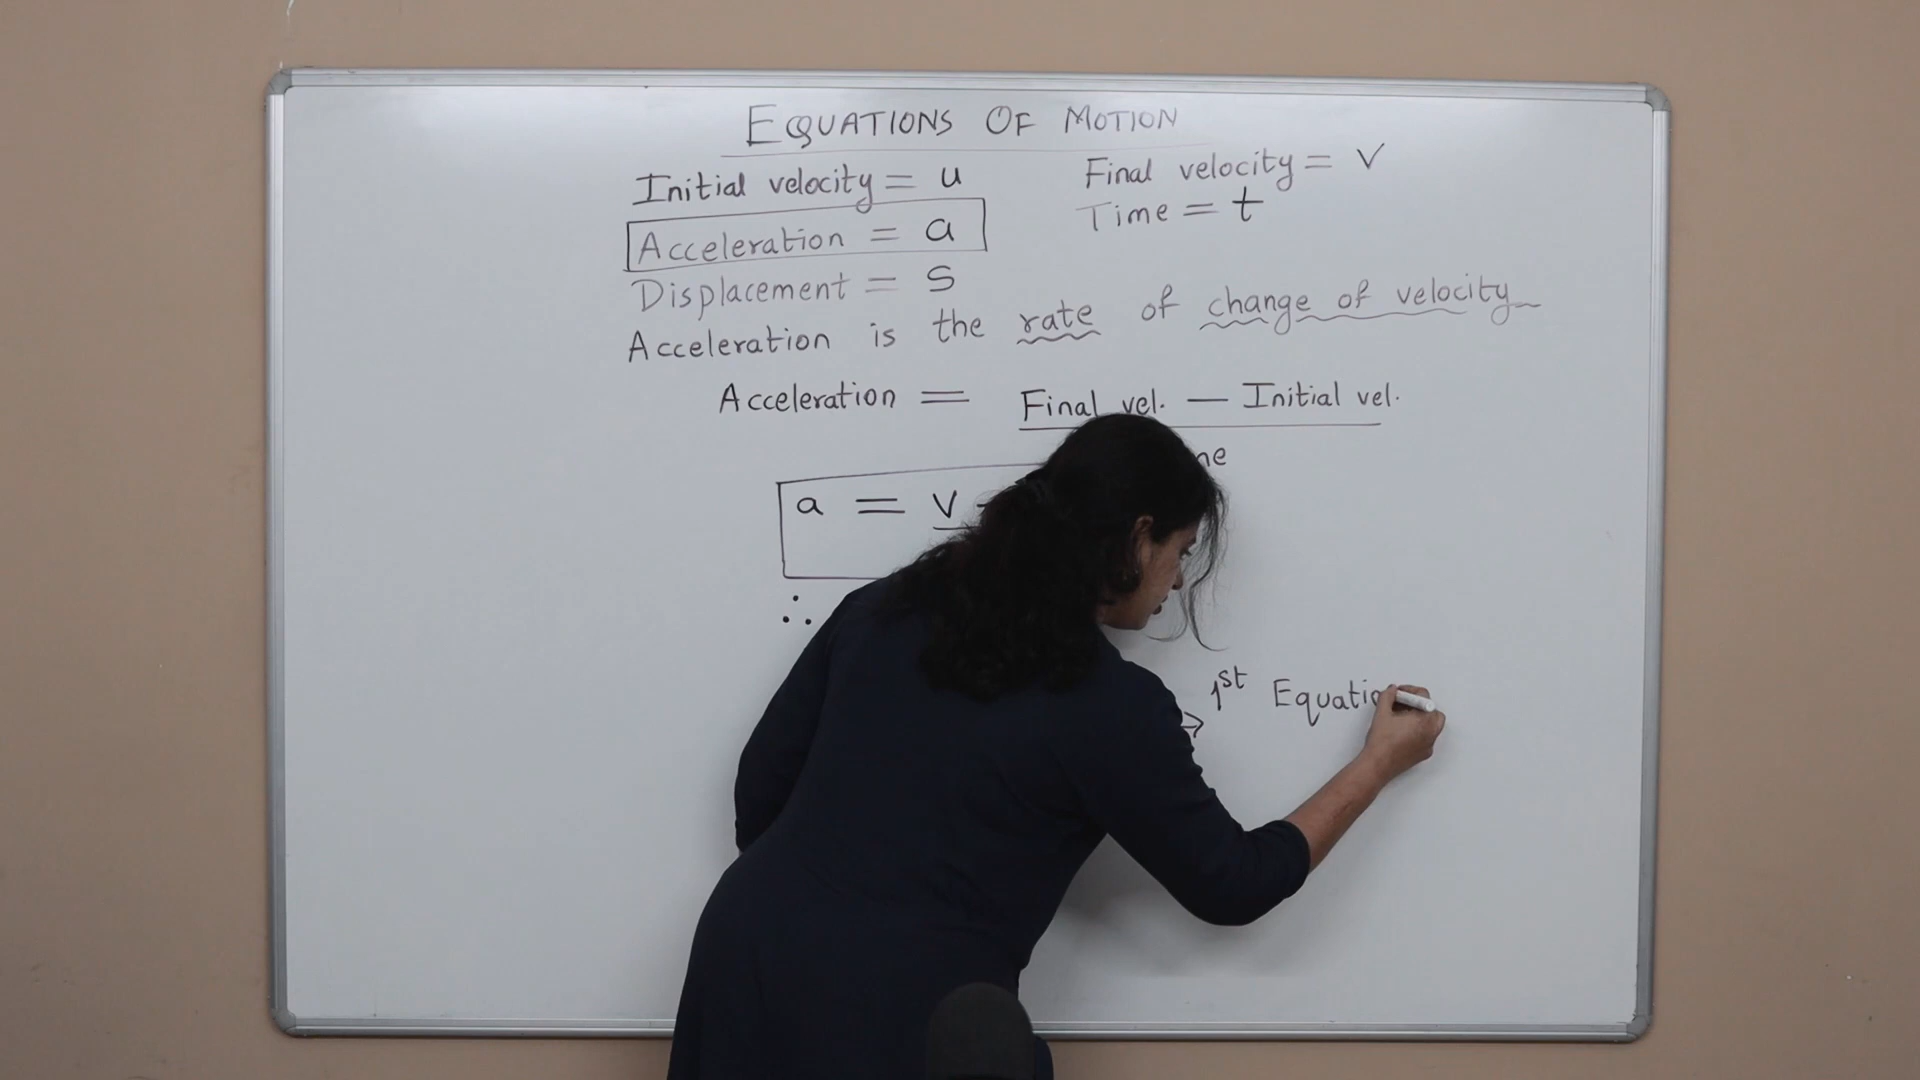 EQUATIONS OF MOTION
Initial velocity = u
Final velocity = v
Acceleration = a
Time = t
Displacement = s
Acceleration is the rate of change of velocity
Acceleration = Final vel. — Initial vel.
a = v
∴
→ 1st Equatio